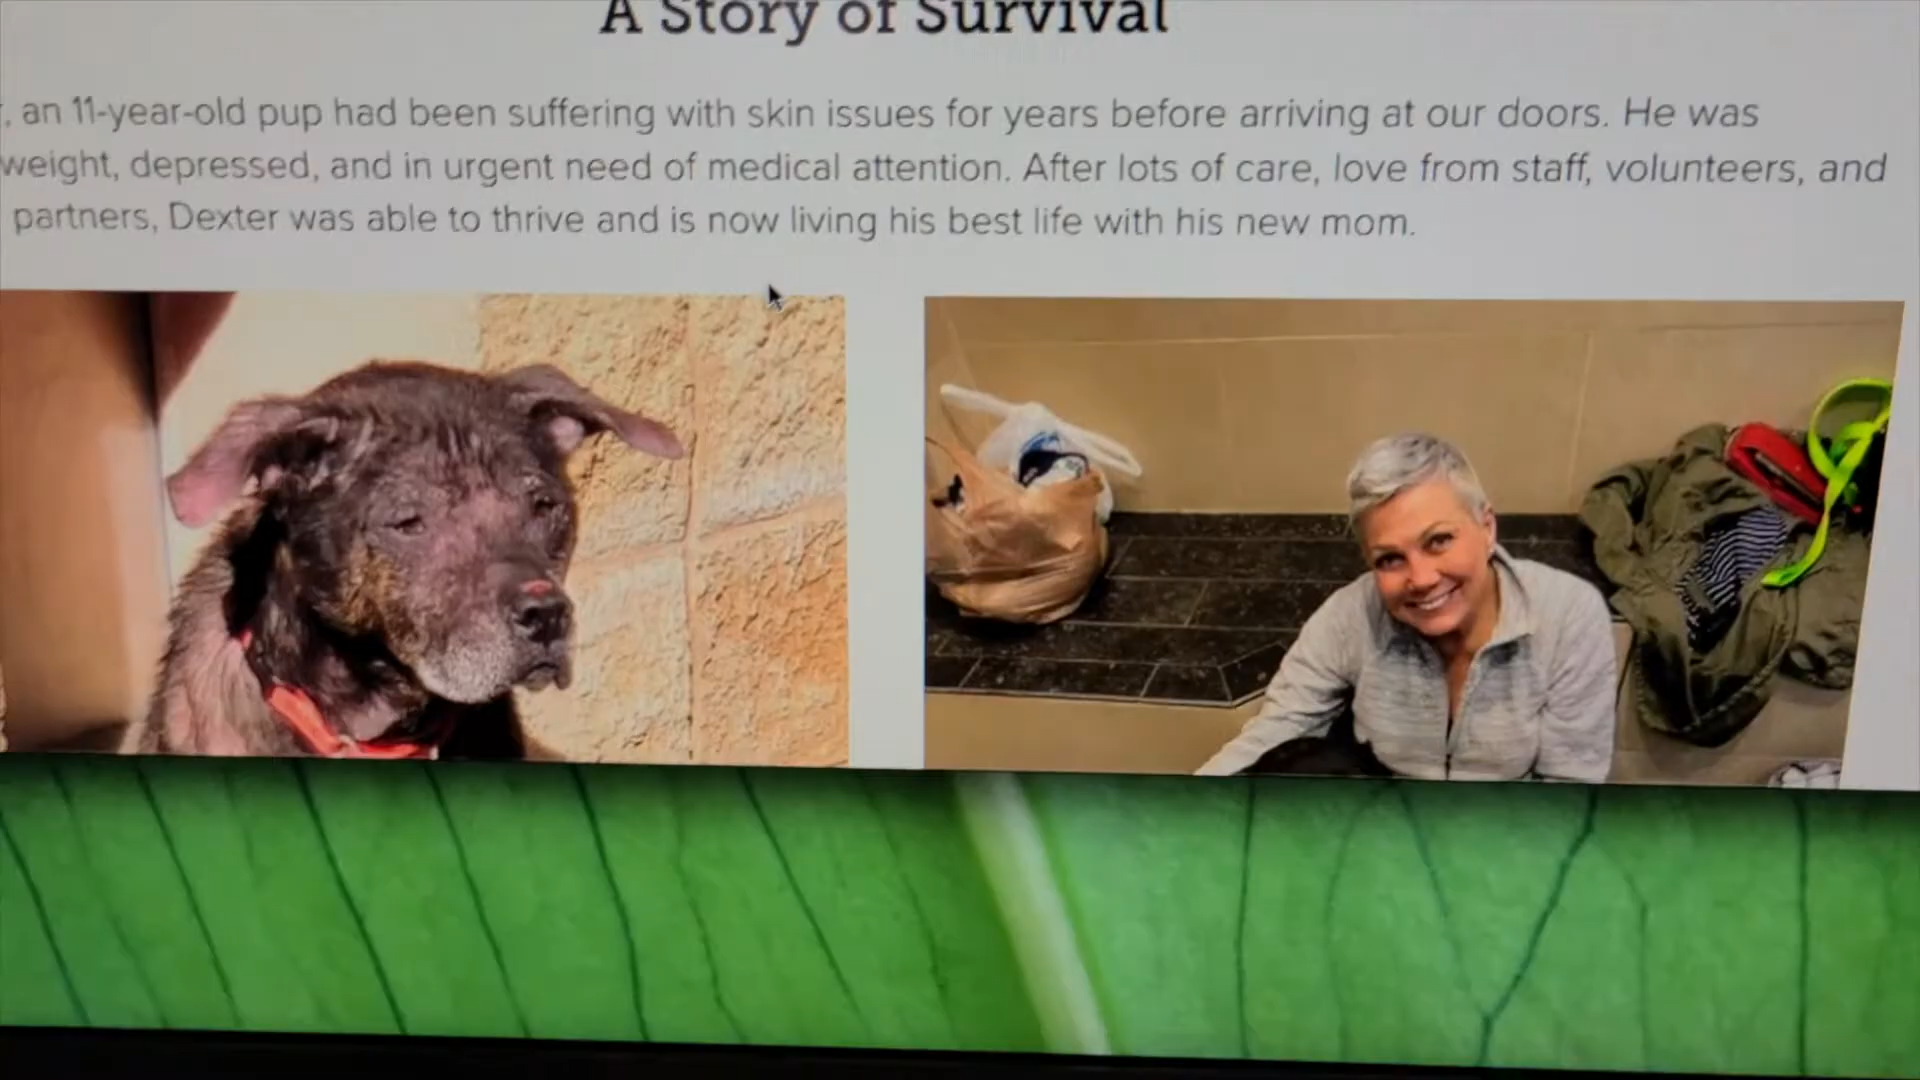 A Story of Survival
, an 11-year-old pup had been suffering with skin issues for years before arriving at our doors. He was
weight, depressed, and in urgent need of medical attention. After lots of care, love from staff, volunteers, and
partners, Dexter was able to thrive and is now living his best life with his new mom.